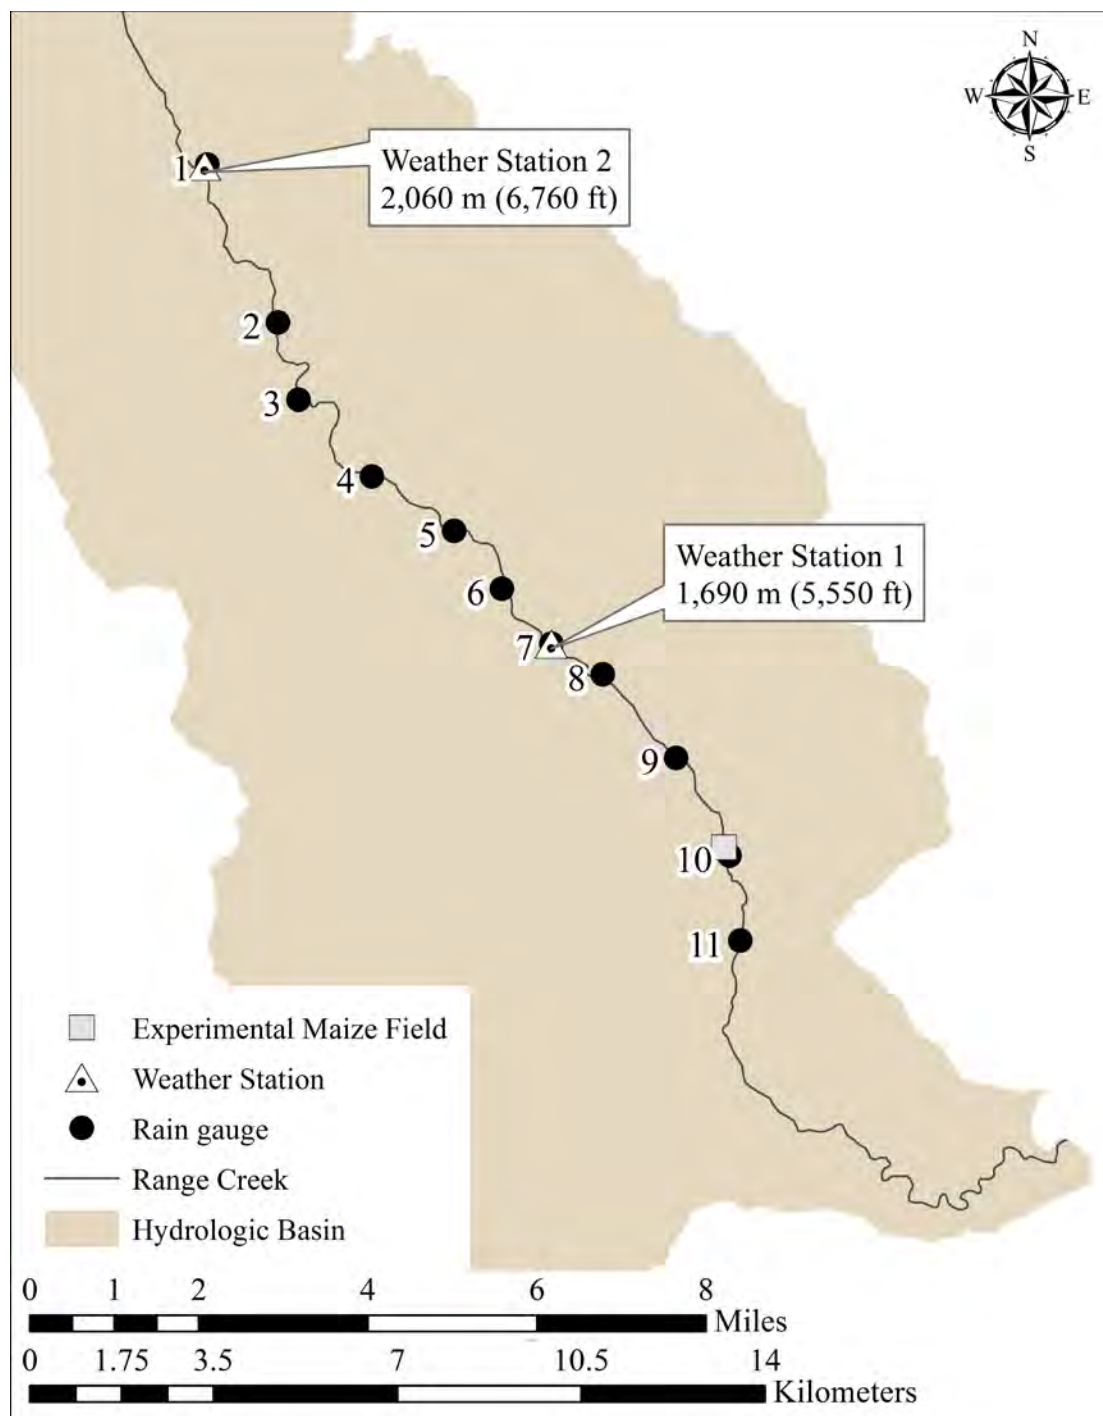 N
W E
S
1
Weather Station 2
2,060 m (6,760 ft)
2
3
4
5
Weather Station 1
1,690 m (5,550 ft)
6
7
8
9
10
11
Experimental Maize Field
Weather Station
Rain gauge
Range Creek
Hydrologic Basin
0 1 2 4 6 8
Miles
0 1.75 3.5 7 10.5 14
Kilometers